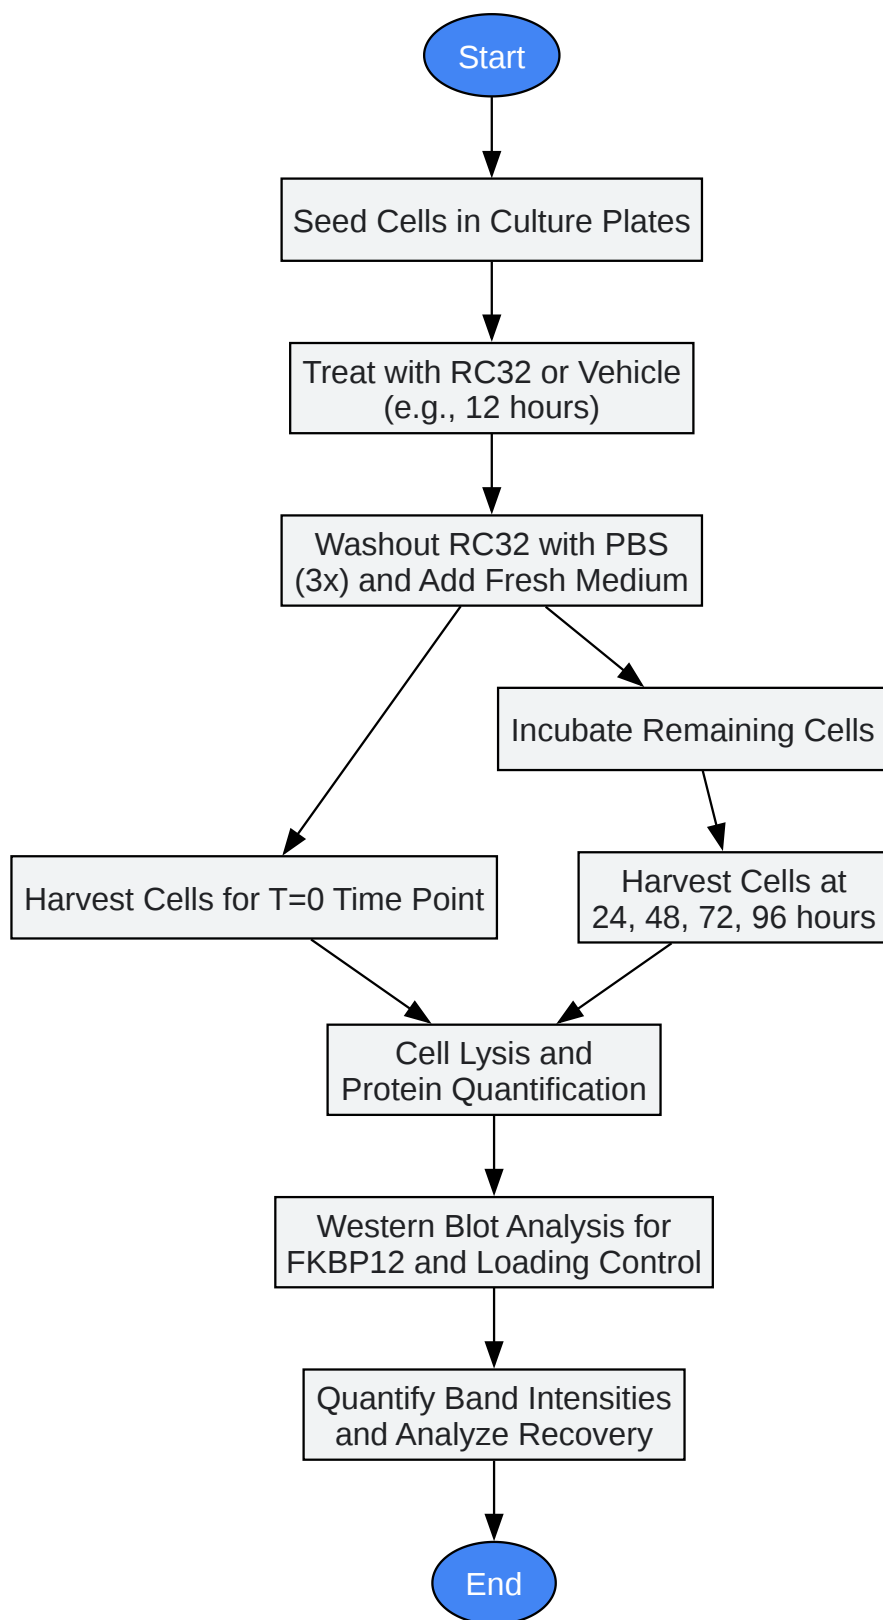 Start
Seed Cells in Culture Plates
Treat with RC32 or Vehicle
(e.g., 12 hours)
Washout RC32 with PBS
(3x) and Add Fresh Medium
Incubate Remaining Cells
Harvest Cells for T=0 Time Point
Harvest Cells at
24, 48, 72, 96 hours
Cell Lysis and
Protein Quantification
Western Blot Analysis for
FKBP12 and Loading Control
Quantify Band Intensities
and Analyze Recovery
End